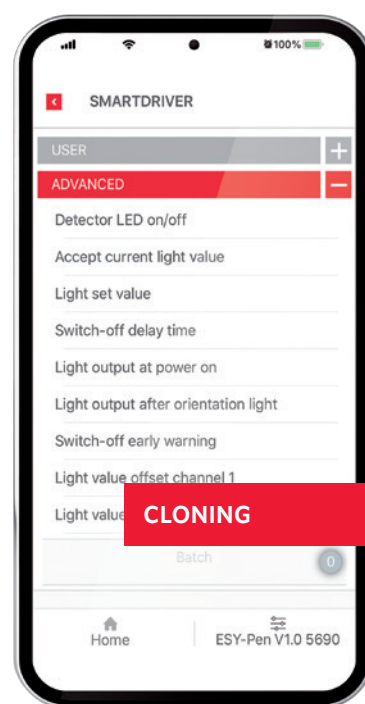 100%
SMARTDRIVER
USER
ADVANCED
Detector LED on/off
Accept current light value
Light set value
Switch-off delay time
Light output at power on
Light output after orientation light
Switch-off early warning
Light value offset channel 1
Light value
CLONING
Batch
0
Home
ESY-Pen V1.0 5690